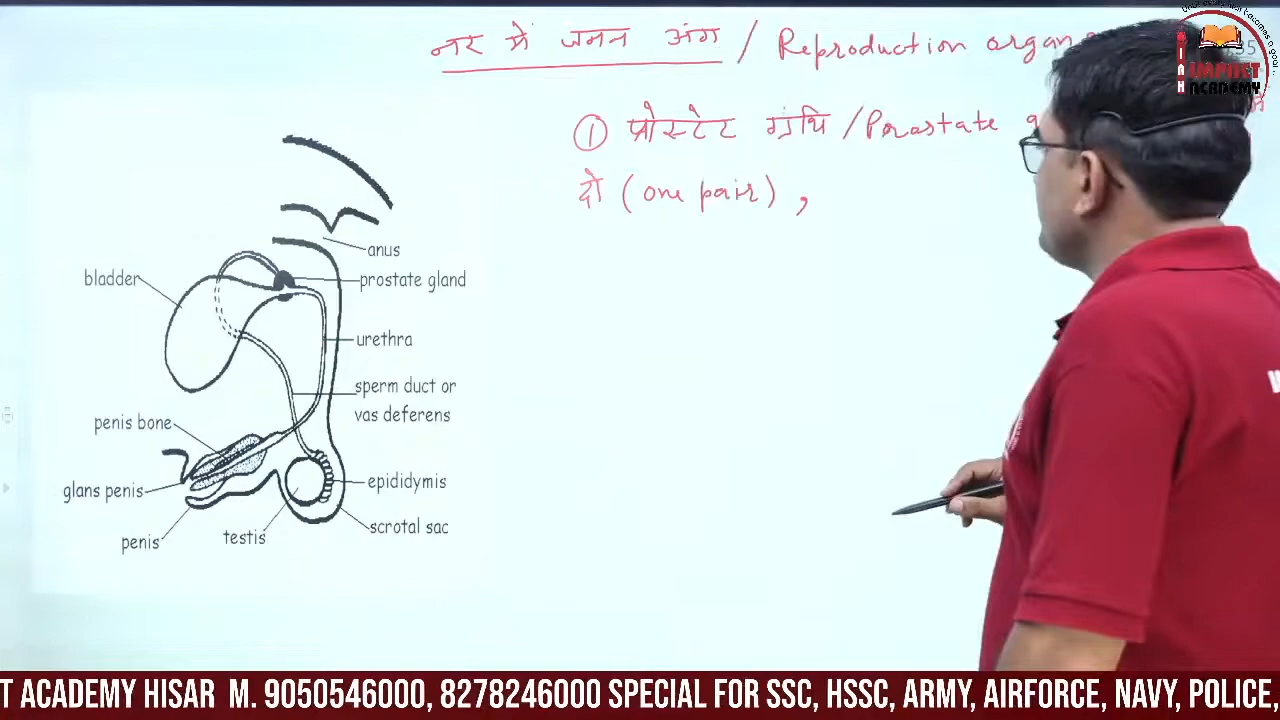 नर में जनन अंग / Reproduction organ
① प्रोस्टेट ग्रंथि / Prostate
दो (one pair) ,
anus
bladder
prostate gland
urethra
sperm duct or
vas deferens
penis bone
epididymis
glans penis
scrotal sac
testis
penis
IMPACT
ACADEMY
T ACADEMY HISAR M. 9050546000, 8278246000 SPECIAL FOR SSC, HSSC, ARMY, AIRFORCE, NAVY, POLICE,